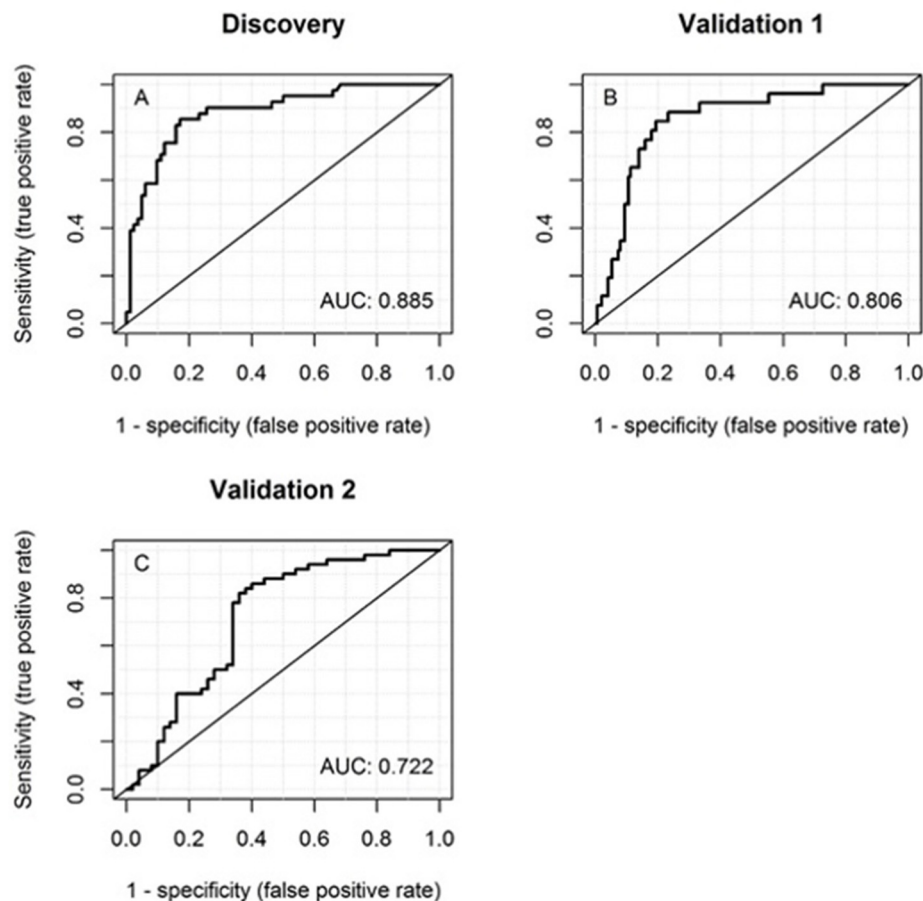 Discovery
Validation 1
Sensitivity (true positive rate)
0.0 0.4 0.8
A
AUC: 0.885
0.0 0.2 0.4 0.6 0.8 1.0
1 - specificity (false positive rate)
0.0 0.4 0.8
B
AUC: 0.806
0.0 0.2 0.4 0.6 0.8 1.0
1 - specificity (false positive rate)
Validation 2
Sensitivity (true positive rate)
0.0 0.4 0.8
C
AUC: 0.722
0.0 0.2 0.4 0.6 0.8 1.0
1 - specificity (false positive rate)